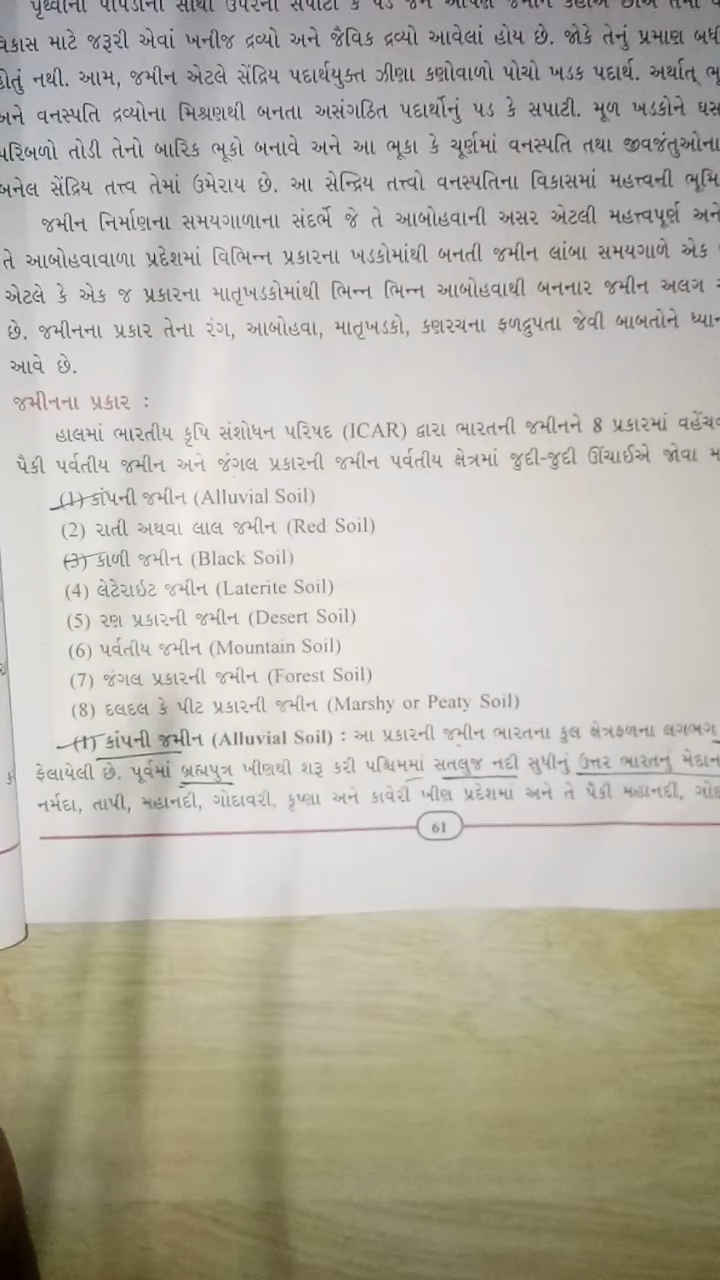 પૃથ્વીના પોપડાની સૌથી ઉપરની સપાટી કે પડ જેને આપણે જમીન કહીએ છીએ તેમાં
વિકાસ માટે જરૂરી એવાં ખનીજ દ્રવ્યો અને જૈવિક દ્રવ્યો આવેલાં હોય છે. જોકે તેનું પ્રમાણ બધી
હોતું નથી. આમ, જમીન એટલે સેંદ્રિય પદાર્થયુક્ત ઝીણા કણોવાળો પોચો ખડક પદાર્થ. અર્થાત્ ભૂ
અને વનસ્પતિ દ્રવ્યોના મિશ્રણથી બનતા અસંગઠિત પદાર્થોનું પડ કે સપાટી. મૂળ ખડકોને ઘસ
પરિબળો તોડી તેનો બારિક ભૂકો બનાવે અને આ ભૂકા કે ચૂર્ણમાં વનસ્પતિ તથા જીવજંતુઓના
બનેલ સેંદ્રિય તત્ત્વ તેમાં ઉમેરાય છે. આ સેન્દ્રિય તત્ત્વો વનસ્પતિના વિકાસમાં મહત્ત્વની ભૂમિ
જમીન નિર્માણના સમયગાળાના સંદર્ભે જે તે આબોહવાની અસર એટલી મહત્ત્વપૂર્ણ અને
તે આબોહવાવાળા પ્રદેશમાં વિભિન્ન પ્રકારના ખડકોમાંથી બનતી જમીન લાંબા સમયગાળે એક
એટલે કે એક જ પ્રકારના માતૃખડકોમાંથી ભિન્ન ભિન્ન આબોહવાથી બનનાર જમીન અલગ
છે. જમીનના પ્રકાર તેના રંગ, આબોહવા, માતૃખડકો, કણરચના ફળદ્રુપતા જેવી બાબતોને ધ્યાન
આવે છે.
જમીનના પ્રકાર :
હાલમાં ભારતીય કૃષિ સંશોધન પરિષદ (ICAR) દ્વારા ભારતની જમીનને 8 પ્રકારમાં વહેંચવ
પૈકી પર્વતીય જમીન અને જંગલ પ્રકારની જમીન પર્વતીય ક્ષેત્રમાં જુદી-જુદી ઊંચાઈએ જોવા મ
(1) કાંપની જમીન (Alluvial Soil)
(2) રાતી અથવા લાલ જમીન (Red Soil)
(3) કાળી જમીન (Black Soil)
(4) લેટેરાઇટ જમીન (Laterite Soil)
(5) રણ પ્રકારની જમીન (Desert Soil)
(6) પર્વતીય જમીન (Mountain Soil)
(7) જંગલ પ્રકારની જમીન (Forest Soil)
(8) દલદલ કે પીટ પ્રકારની જમીન (Marshy or Peaty Soil)
(1) કાંપની જમીન (Alluvial Soil) : આ પ્રકારની જમીન ભારતના કુલ ક્ષેત્રફળના લગભગ
ફેલાયેલી છે. પૂર્વમાં બ્રહ્મપુત્ર ખીણથી શરૂ કરી પશ્ચિમમાં સતલુજ નદી સુધીનું ઉત્તર ભારતનું મેદાન
નર્મદા, તાપી, મહાનદી, ગોદાવરી, કૃષ્ણા અને કાવેરી ખીણ પ્રદેશમાં અને તે પૈકી મહાનદી, ગોદ
61